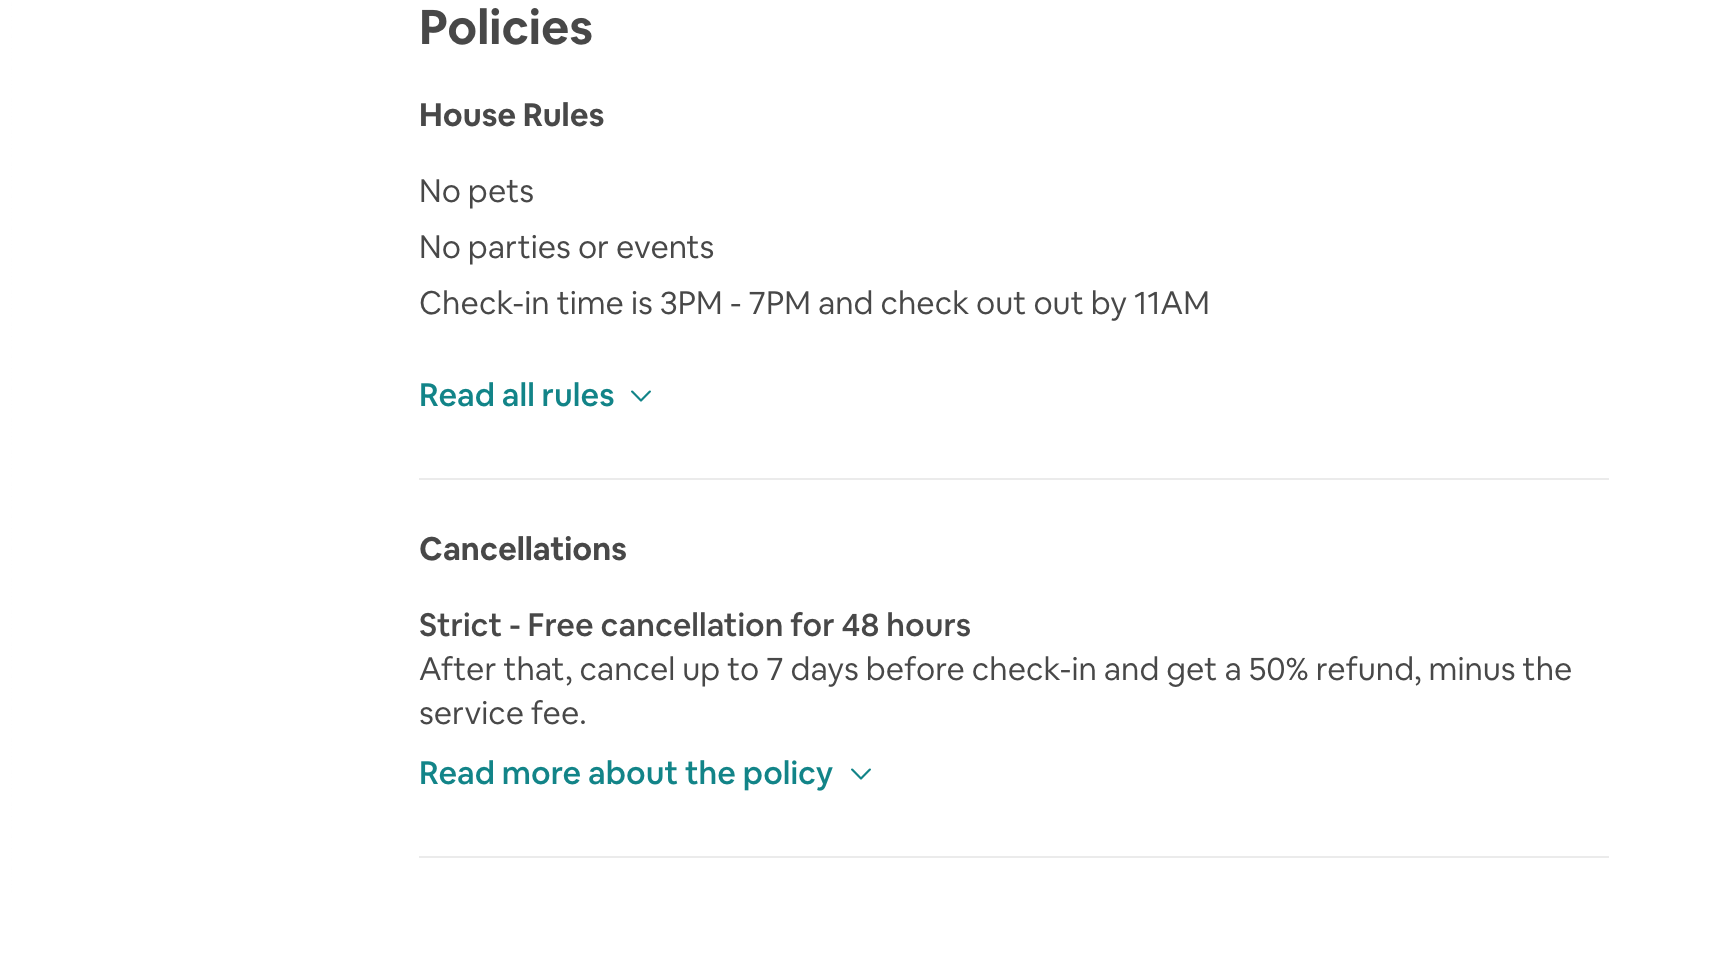 Policies
House Rules
No pets
No parties or events
Check-in time is 3PM - 7PM and check out out by 11AM
Read all rules
Cancellations
Strict - Free cancellation for 48 hours
After that, cancel up to 7 days before check-in and get a 50% refund, minus the
service fee.
Read more about the policy